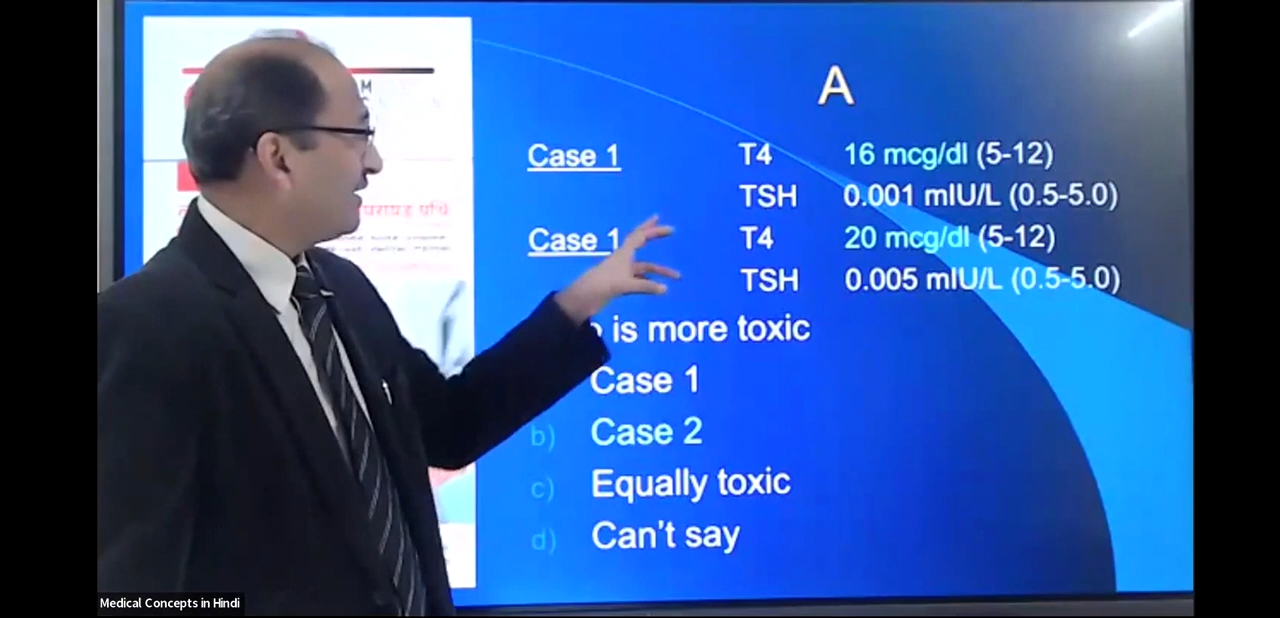 A
Case 1 T4 16 mcg/dl (5-12)
TSH 0.001 mIU/L (0.5-5.0)
Case 1 T4 20 mcg/dl (5-12)
TSH 0.005 mIU/L (0.5-5.0)
is more toxic
Case 1
b) Case 2
c) Equally toxic
d) Can't say
Medical Concepts in Hindi